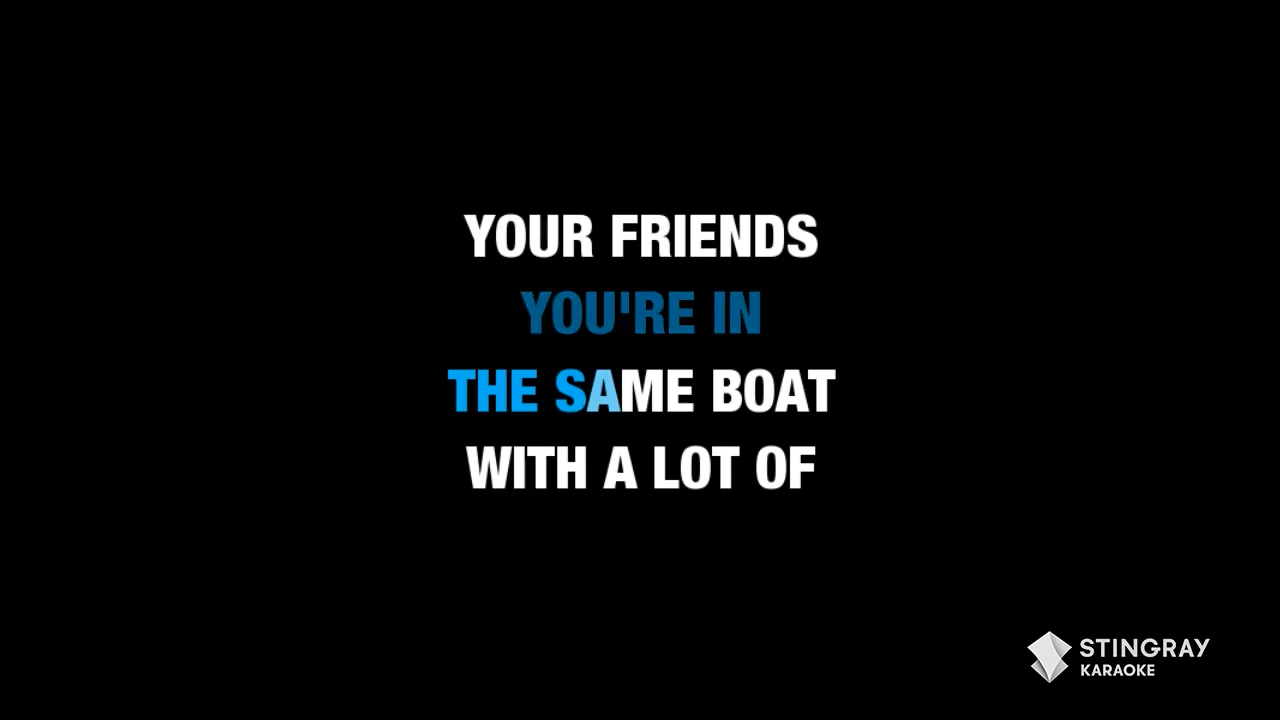 YOUR FRIENDS
YOU'RE IN
THE SAME BOAT
WITH A LOT OF
STINGRAY
KARAOKE